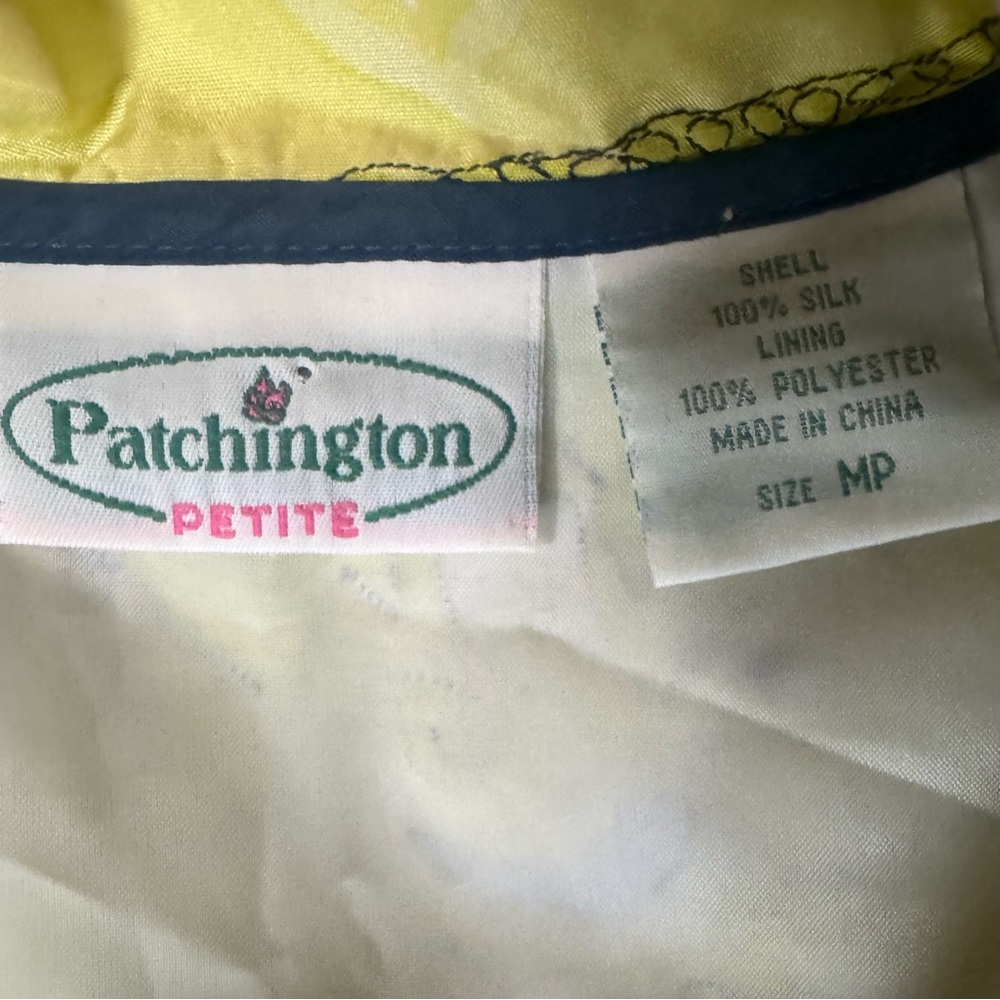 Patchington
PETITE
SHELL
100% SILK
LINING
100% POLYESTER
MADE IN CHINA
SIZE MP